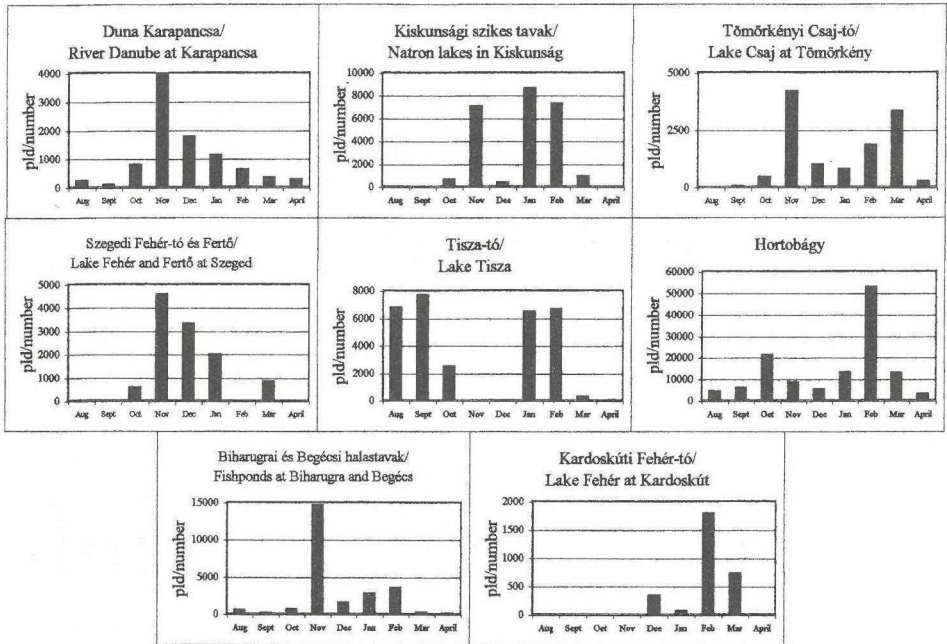 Duna Karapancsa/
River Danube at Karapancsa
pld/number
4000
3000
2000
1000
0
Aug Sept Oct Nov Dec Jan Feb Mar April
Kiskunsági szikes tavak/
Natron lakes in Kiskunság
pld/number
10000
8000
6000
4000
2000
0
Aug Sept Oct Nov Dec Jan Feb Mar April
Tömörkényi Csaj-tó/
Lake Csaj at Tömörkény
pld/number
5000
2500
0
Aug Sept Oct Nov Dec Jan Feb Mar April
Szegedi Fehér-tó és Fertő/
Lake Fehér and Fertő at Szeged
pld/number
5000
4000
3000
2000
1000
0
Aug Sept Oct Nov Dec Jan Feb Mar April
Tisza-tó/
Lake Tisza
pld/number
8000
6000
4000
2000
0
Aug Sept Oct Nov Dec Jan Feb Mar April
Hortobágy
pld/number
60000
50000
40000
30000
20000
10000
0
Aug Sept Oct Nov Dec Jan Feb Mar April
Biharugrai és Begécsi halastavak/
Fishponds at Biharugra and Begécs
pld/number
15000
10000
5000
0
Aug Sept Oct Nov Dec Jan Feb Mar April
Kardoskúti Fehér-tó/
Lake Fehér at Kardoskút
pld/number
2000
1500
1000
500
0
Aug Sept Oct Nov Dec Jan Feb Mar April